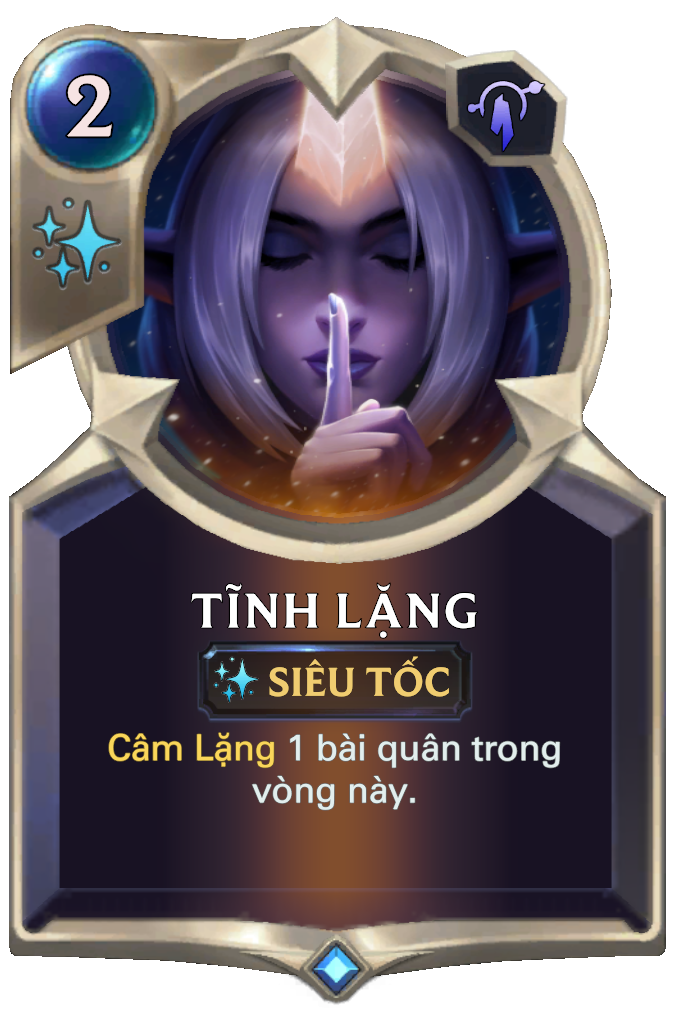 2
TĨNH LẶNG
SIÊU TỐC
Câm Lặng 1 bài quân trong
vòng này.